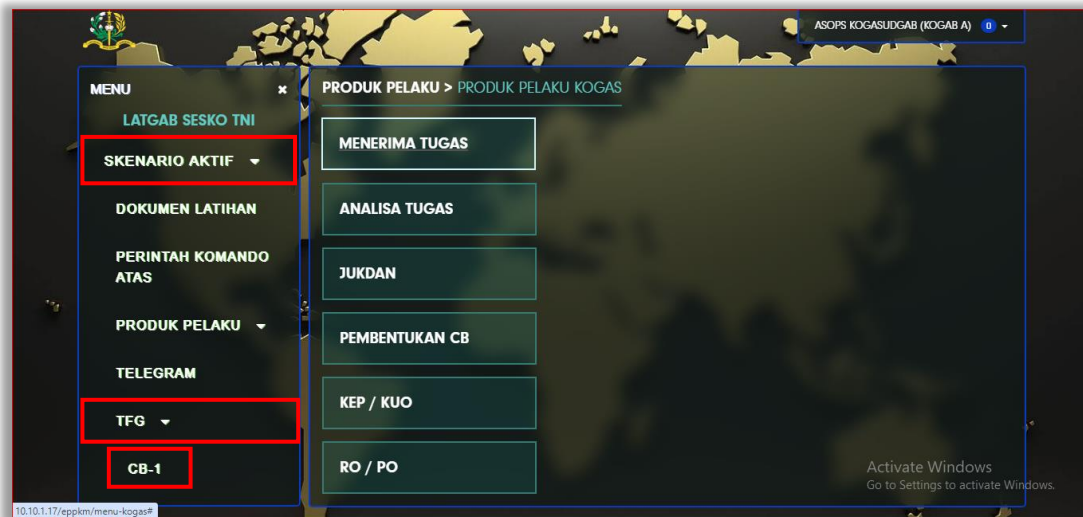 ASOPS KOGASUDGAB (KOGAB A) 0
MENU ×
LATGAB SESKO TNI
SKENARIO AKTIF
DOKUMEN LATIHAN
PERINTAH KOMANDO
ATAS
PRODUK PELAKU
TELEGRAM
TFG
CB-1
PRODUK PELAKU > PRODUK PELAKU KOGAS
MENERIMA TUGAS
ANALISA TUGAS
JUKDAN
PEMBENTUKAN CB
KEP / KUO
RO / PO
Activate Windows
Go to Settings to activate Windows.
10.10.1.17/eppkm/menu-kogas#